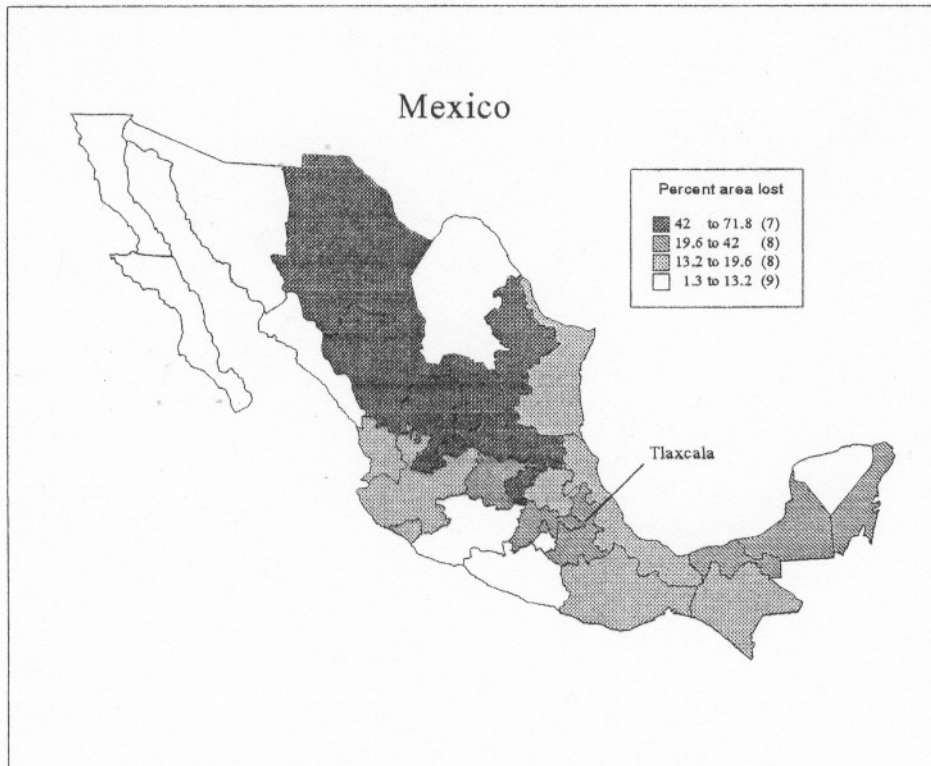 Mexico
Percent area lost
42 to 71.8 (7)
19.6 to 42 (8)
13.2 to 19.6 (8)
1.3 to 13.2 (9)
Tlaxcala